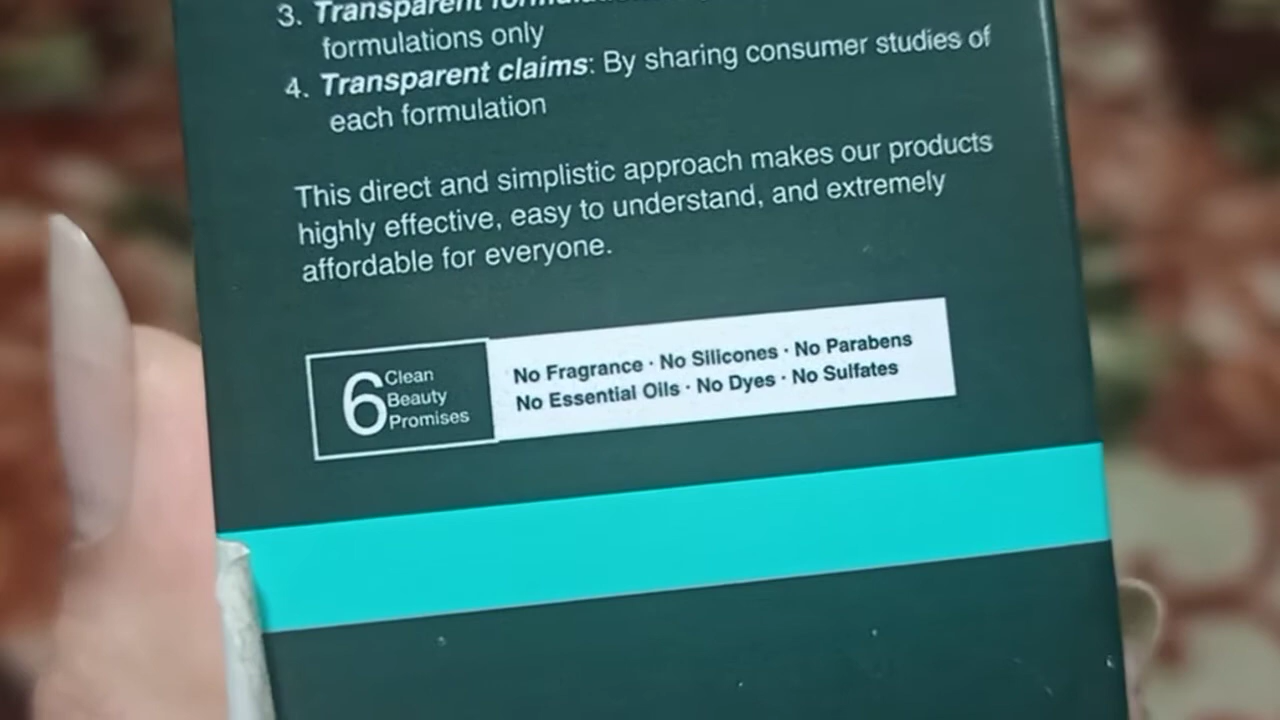 3. Transparent
formulations only
4. Transparent claims: By sharing consumer studies of
each formulation
This direct and simplistic approach makes our products
highly effective, easy to understand, and extremely
affordable for everyone.
6 Clean
Beauty
Promises
No Fragrance · No Silicones · No Parabens
No Essential Oils · No Dyes · No Sulfates